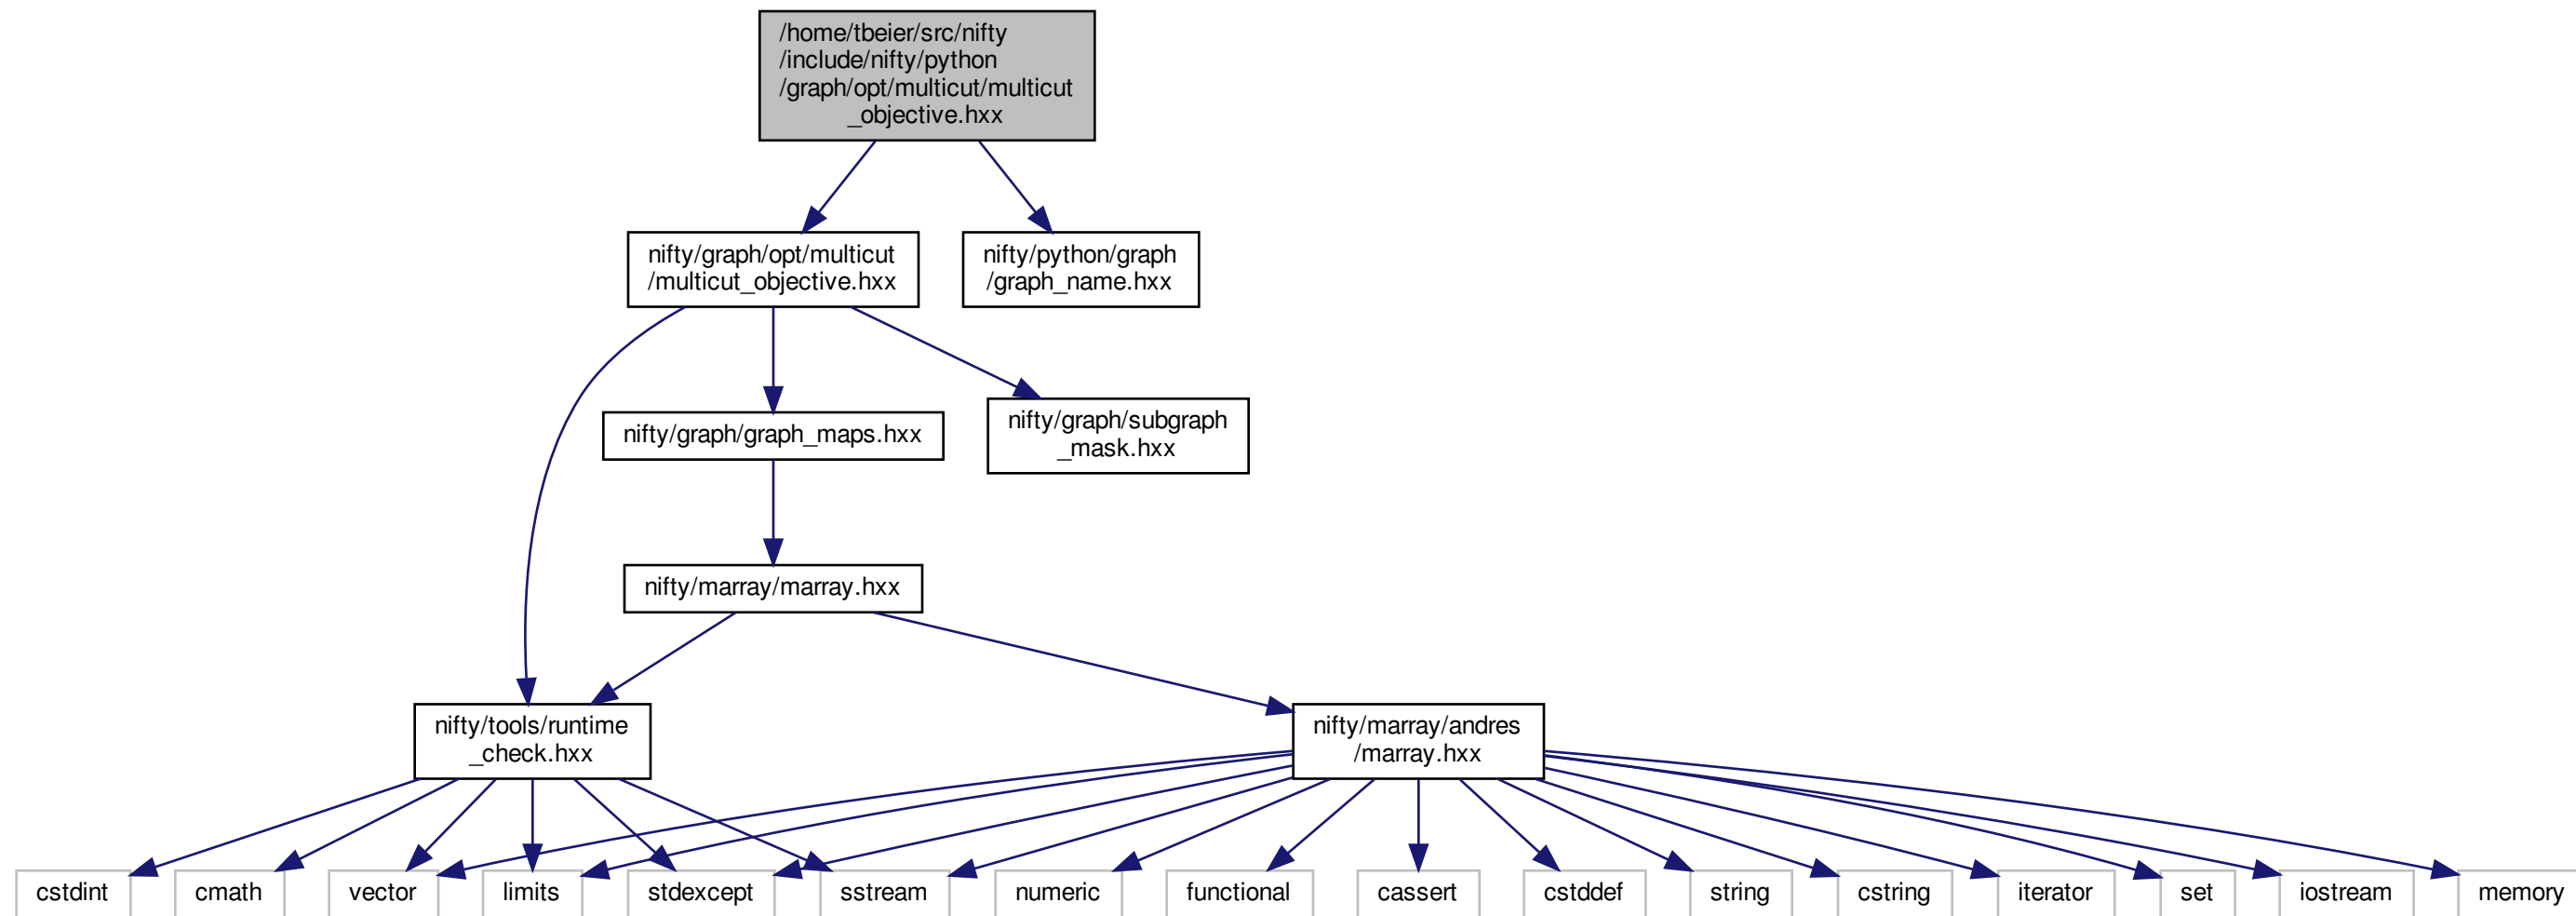 /home/tbeier/src/nifty
/include/nifty/python
/graph/opt/multicut/multicut
_objective.hxx
nifty/graph/opt/multicut
/multicut_objective.hxx
nifty/python/graph
/graph_name.hxx
nifty/graph/graph_maps.hxx
nifty/graph/subgraph
_mask.hxx
nifty/marray/marray.hxx
nifty/tools/runtime
_check.hxx
nifty/marray/andres
/marray.hxx
cstdint
cmath
vector
limits
stdexcept
sstream
numeric
functional
cassert
cstddef
string
cstring
iterator
set
iostream
memory